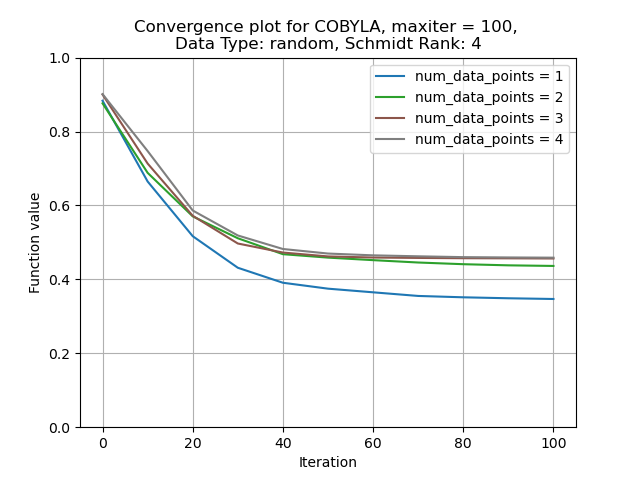 Convergence plot for COBYLA, maxiter = 100,
Data Type: random, Schmidt Rank: 4
num_data_points = 1
num_data_points = 2
num_data_points = 3
num_data_points = 4
Function value
1.0
0.8
0.6
0.4
0.2
0.0
0 20 40 60 80 100
Iteration